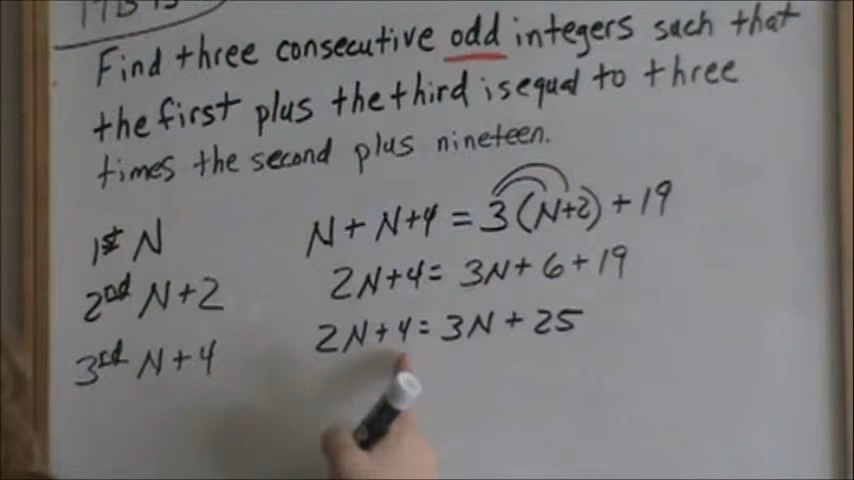 Find three consecutive odd integers such that
the first plus the third is equal to three
times the second plus nineteen.
1st N
2nd N+2
3rd N+4
N+N+4=3(N+2)+19
2N+4=3N+6+19
2N+4=3N+25